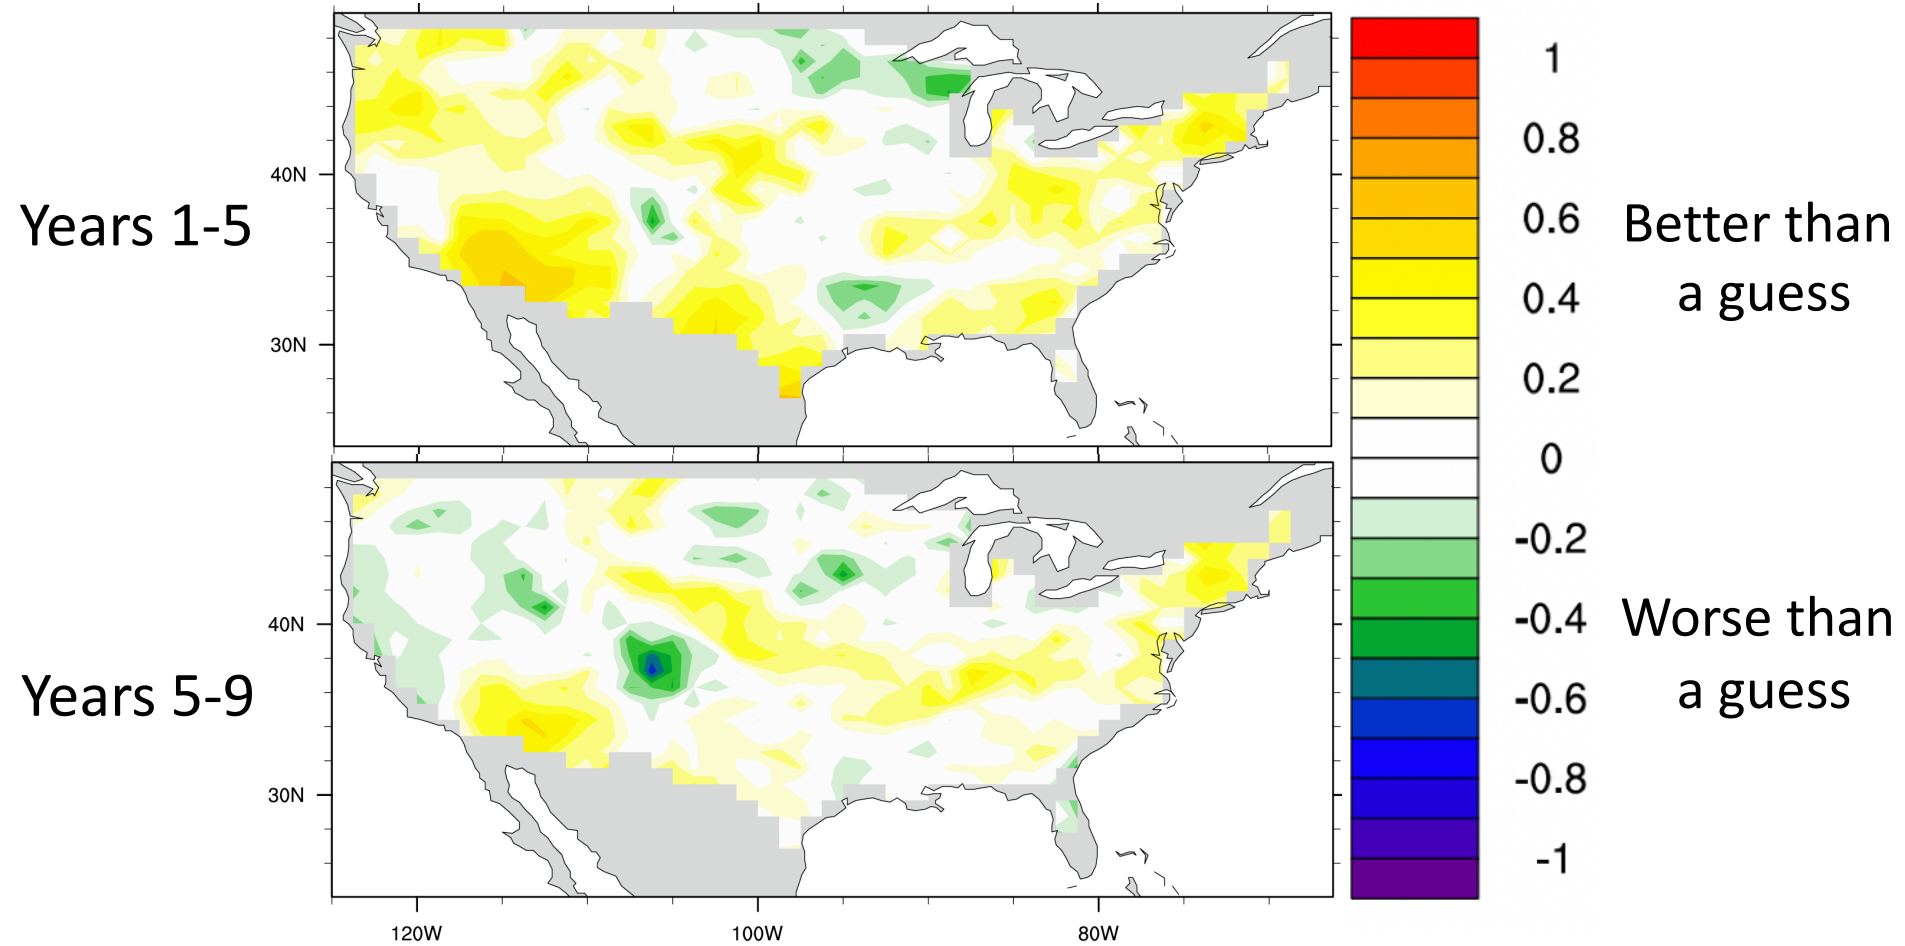 Years 1-5
40N
30N
Years 5-9
40N
30N
120W
100W
80W
1
0.8
0.6
0.4
0.2
0
-0.2
-0.4
-0.6
-0.8
-1
Better than
a guess
Worse than
a guess